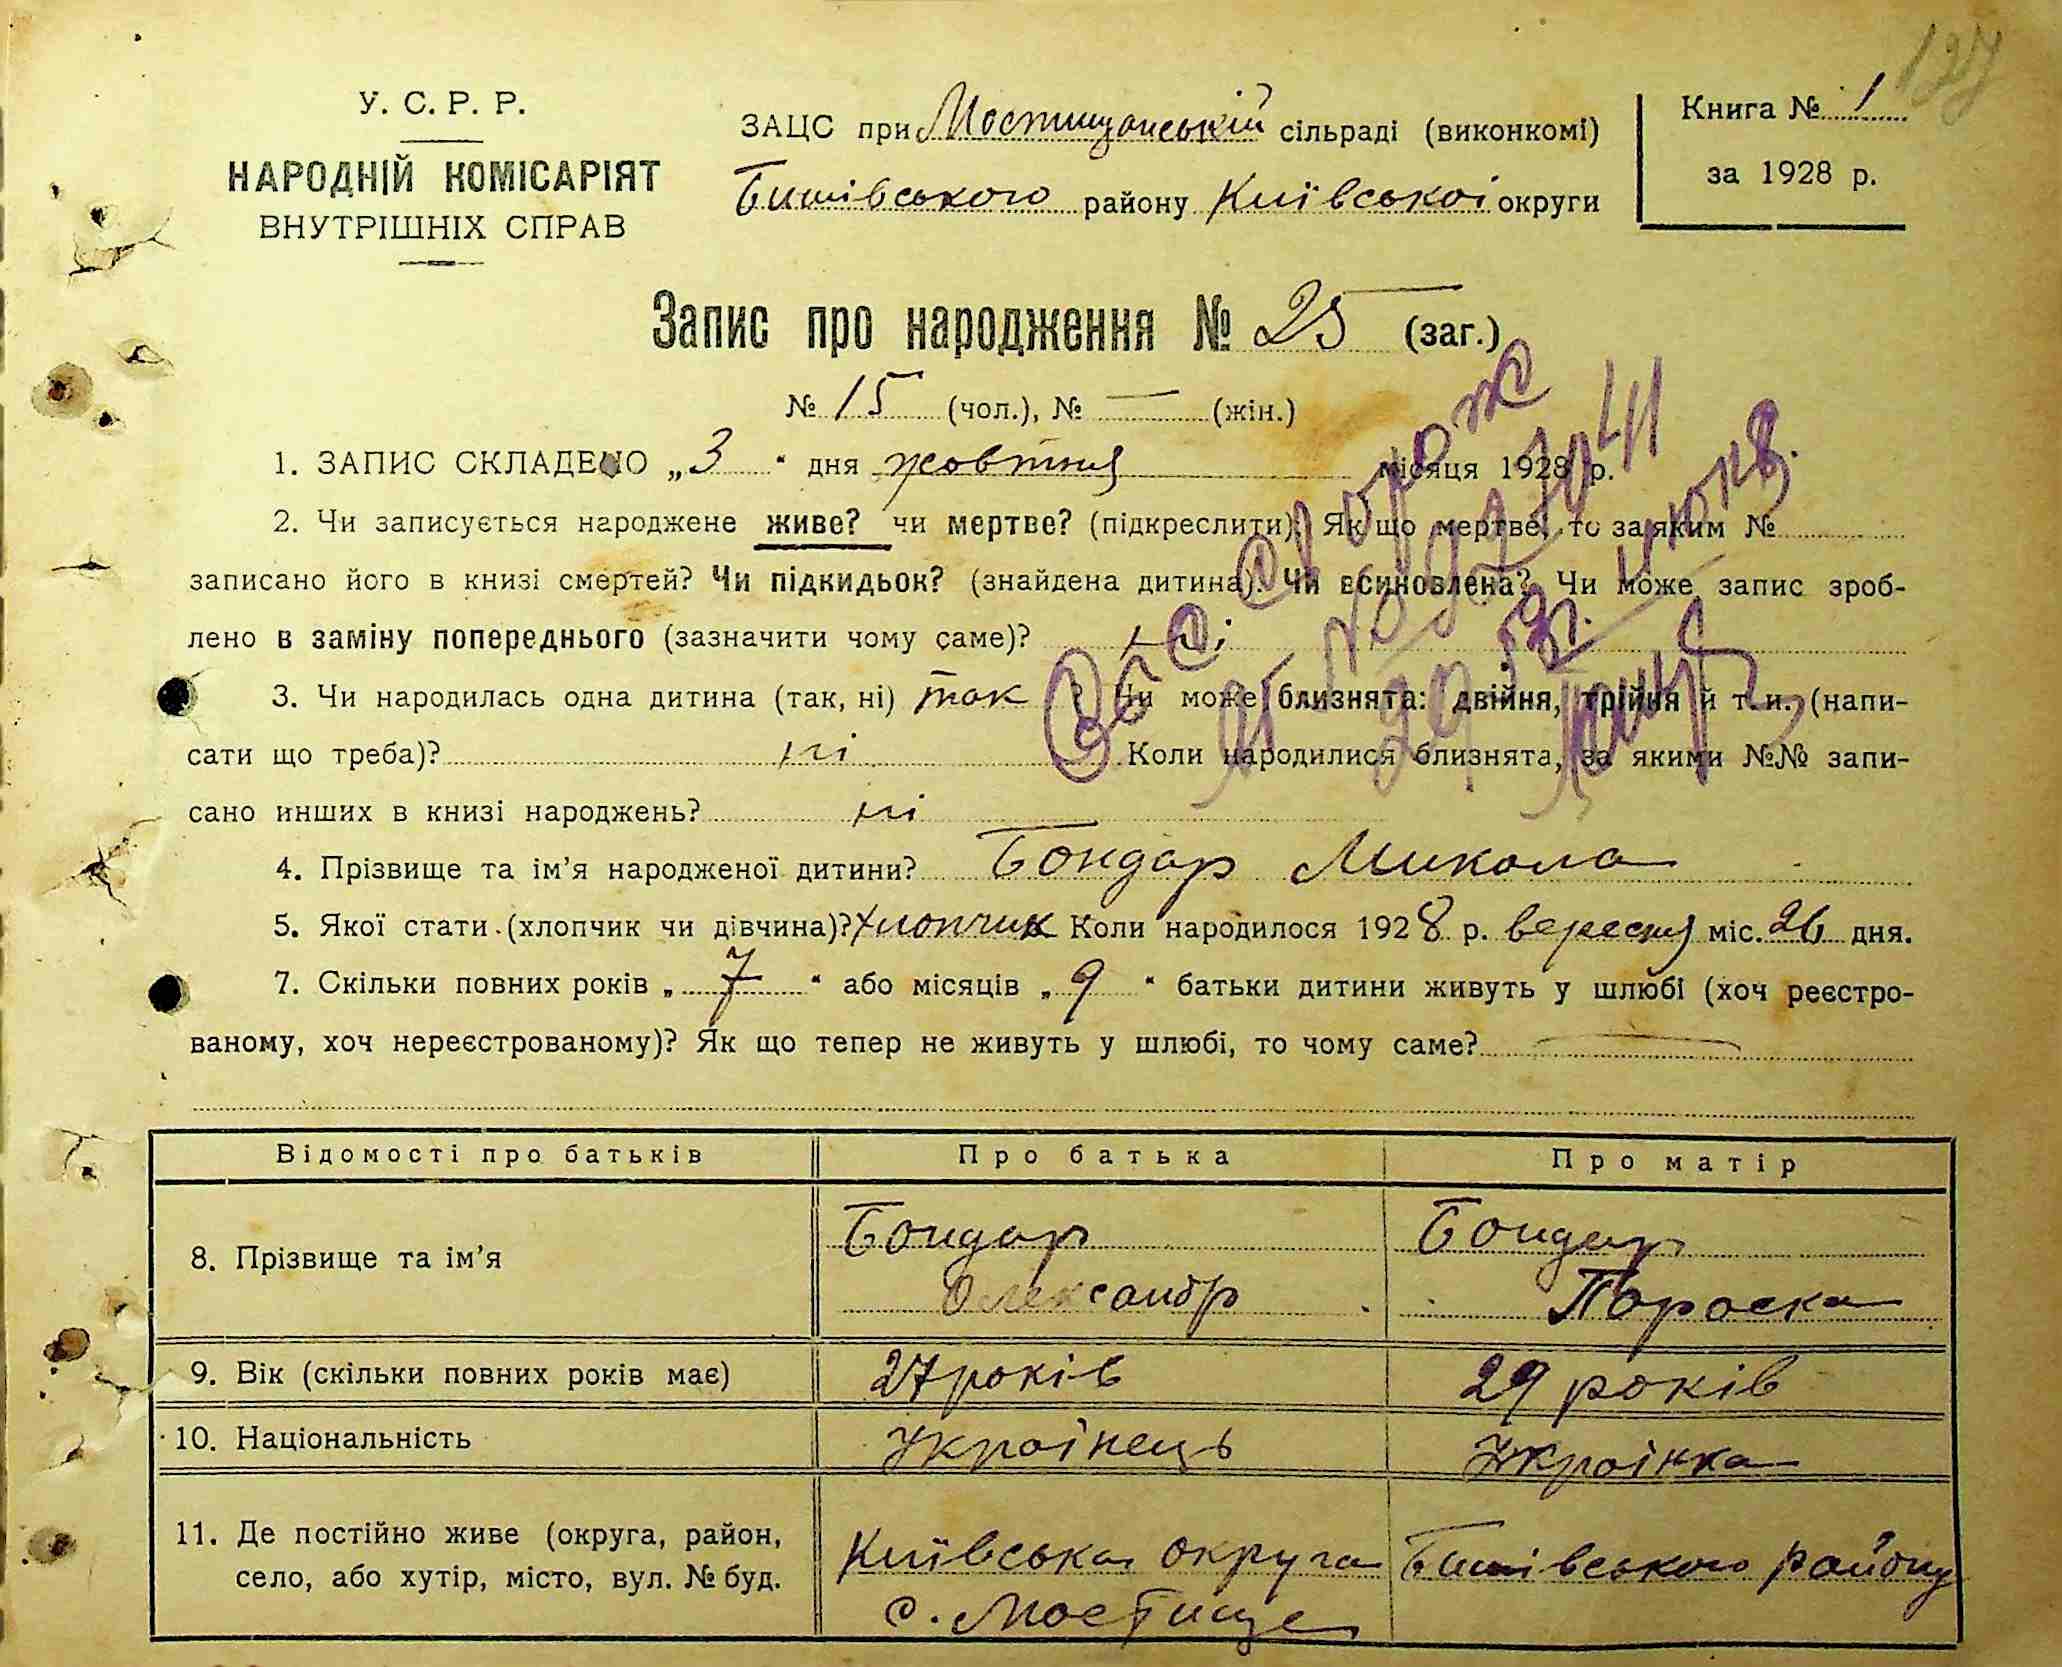 127
У. С. Р. Р.
НАРОДНІЙ КОМІСАРІЯТ
ВНУТРІШНІХ СПРАВ
ЗАЦС при Мостищанській сільраді (виконкомі)
Бишівського району Київської округи
Книга № 1
за 1928 р.
Запис про народження № 25 (заг.)
№ 15 (чол.), № — (жін.)
1. ЗАПИС СКЛАДЕНО „3“ дня жовтня місяця 1928 р.
2. Чи записується народжене живе? чи мертве? (підкреслити). Як що мертве, то за яким №
записано його в книзі смертей? Чи підкидьок? (знайдена дитина). Чи всиновлена? Чи може запис зроб-
лено в заміну попереднього (зазначити чому саме)? ні
3. Чи народилась одна дитина (так, ні) так ? Чи може близнята: двійня, трійня й т. и. (напи-
сати що треба)? ні Коли народилися близнята, за якими №№ запи-
сано инших в книзі народжень? ні
4. Прізвище та ім'я народженої дитини? Бондар Микола
5. Якої стати (хлопчик чи дівчина)? хлопчик Коли народилося 1928 р. вересня міс. 26 дня.
7. Скільки повних років „7“ або місяців „9“ батьки дитини живуть у шлюбі (хоч реєстро-
ваному, хоч нереєстрованому)? Як що тепер не живуть у шлюбі, то чому саме? —
Відомості про батьків Про батька Про матір
8. Прізвище та ім'я Бондар Олександр Бондар Параска
9. Вік (скільки повних років має) 27 років 29 років
10. Національність Українець Українка
11. Де постійно живе (округа, район,
село, або хутір, місто, вул. № буд. Київська округа Бишівського району
с. Мостище